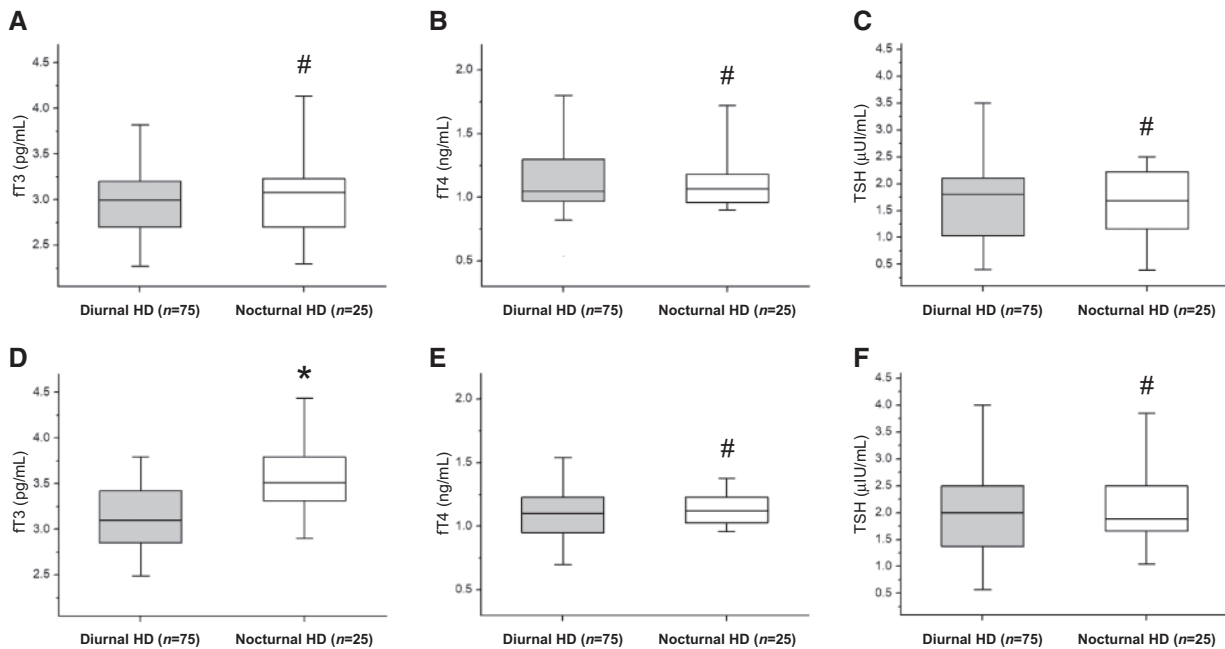 A
fT3 (pg/mL)
4.5
4.0
3.5
3.0
2.5
#
Diurnal HD (n=75) Nocturnal HD (n=25)
B
fT4 (ng/mL)
2.0
1.5
1.0
0.5
#
Diurnal HD (n=75) Nocturnal HD (n=25)
C
TSH (μUI/mL)
4.5
4.0
3.5
3.0
2.5
2.0
1.5
1.0
0.5
#
Diurnal HD (n=75) Nocturnal HD (n=25)
D
fT3 (pg/mL)
4.5
4.0
3.5
3.0
2.5
*
Diurnal HD (n=75) Nocturnal HD (n=25)
E
fT4 (ng/mL)
2.0
1.5
1.0
0.5
#
Diurnal HD (n=75) Nocturnal HD (n=25)
F
TSH (μIU/mL)
4.5
4.0
3.5
3.0
2.5
2.0
1.5
1.0
0.5
#
Diurnal HD (n=75) Nocturnal HD (n=25)